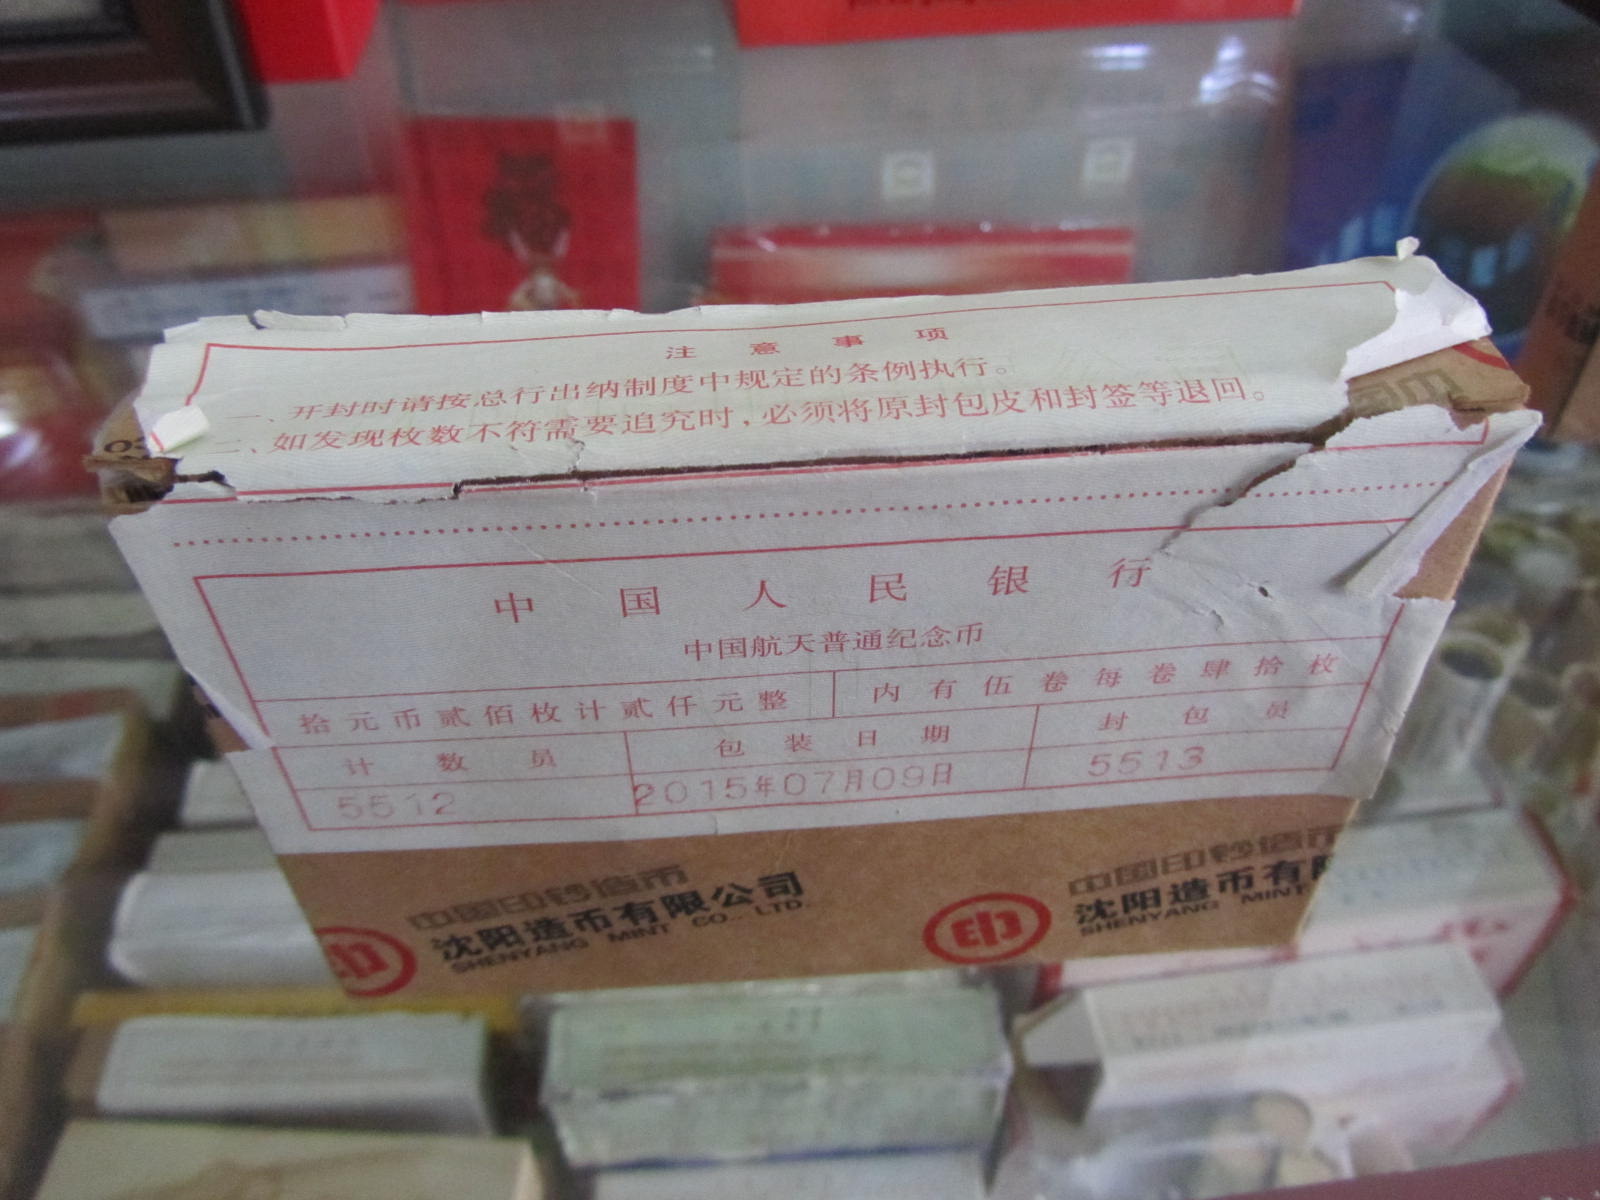 注意事项
一、开封时请按总行出纳制度中规定的条例执行。
二、如发现枚数不符需要追究时,必须将原封包皮和封签等退回。
中国人民银行
中国航天普通纪念币
拾元币贰佰枚计贰仟元整 内有伍卷每卷肆拾枚
计数员 包装日期 封包员
5512 2015年07月09日 5513
中国印钞造币 中国印钞造币
沈阳造币有限公司 沈阳造币有限
SHENYANG MINT CO., LTD. SHENYANG MINT